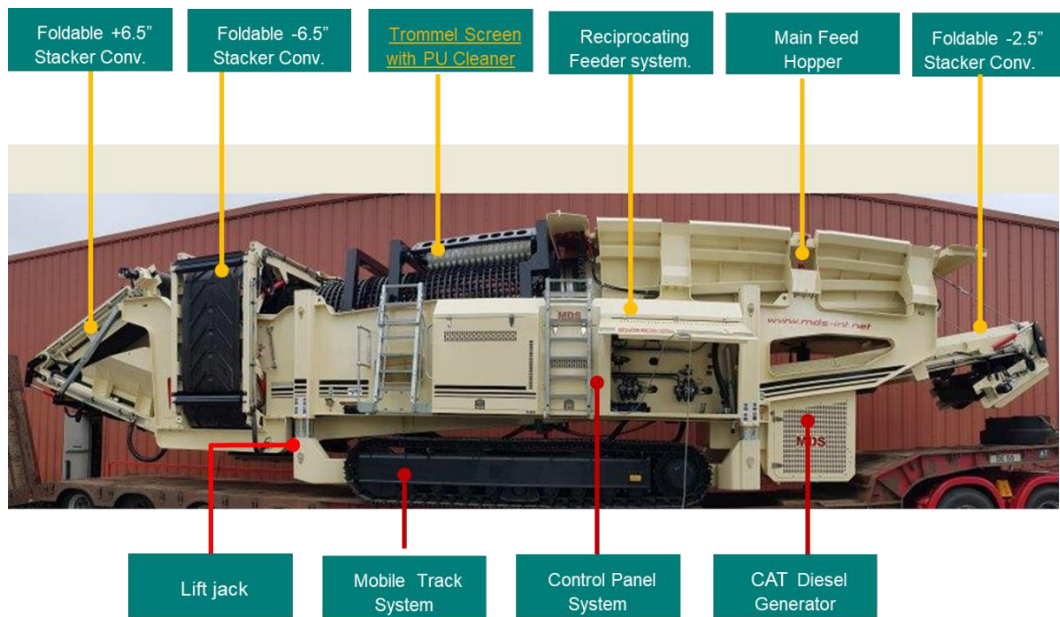 Foldable +6.5”
Stacker Conv.
Foldable -6.5”
Stacker Conv.
Trommel Screen
with PU Cleaner
Reciprocating
Feeder system.
Main Feed
Hopper
Foldable -2.5”
Stacker Conv.
MDS
www.mds-int.net
MDS
Lift jack
Mobile Track
System
Control Panel
System
CAT Diesel
Generator